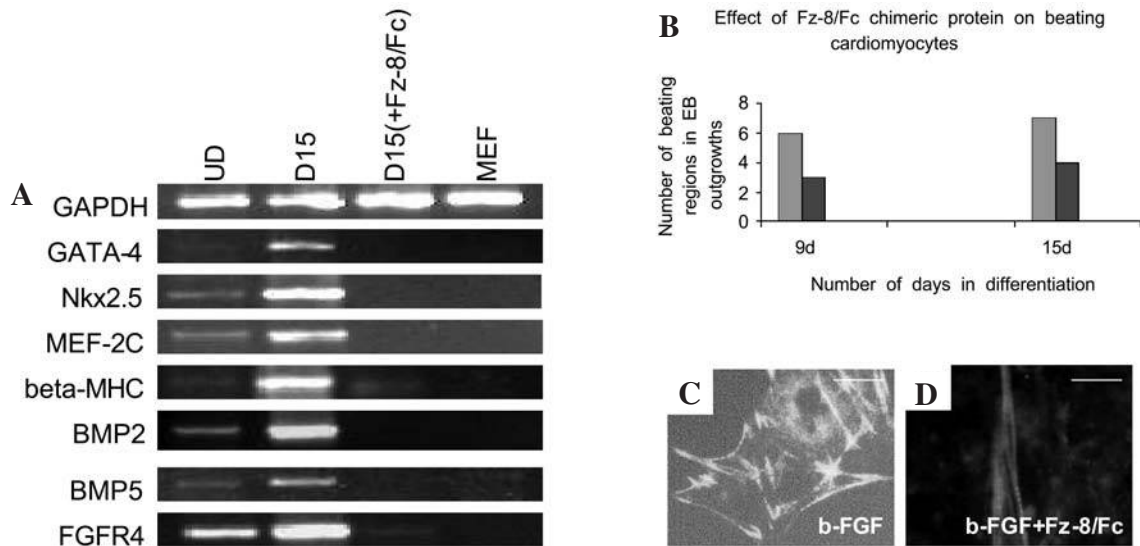 A
UD
D15
D15(+Fz-8/Fc)
MEF
GAPDH
GATA-4
Nkx2.5
MEF-2C
beta-MHC
BMP2
BMP5
FGFR4
B
Effect of Fz-8/Fc chimeric protein on beating
cardiomyocytes
Number of beating
regions in EB
outgrowths
8
6
4
2
0
9d
15d
Number of days in differentiation
C
b-FGF
D
b-FGF+Fz-8/Fc